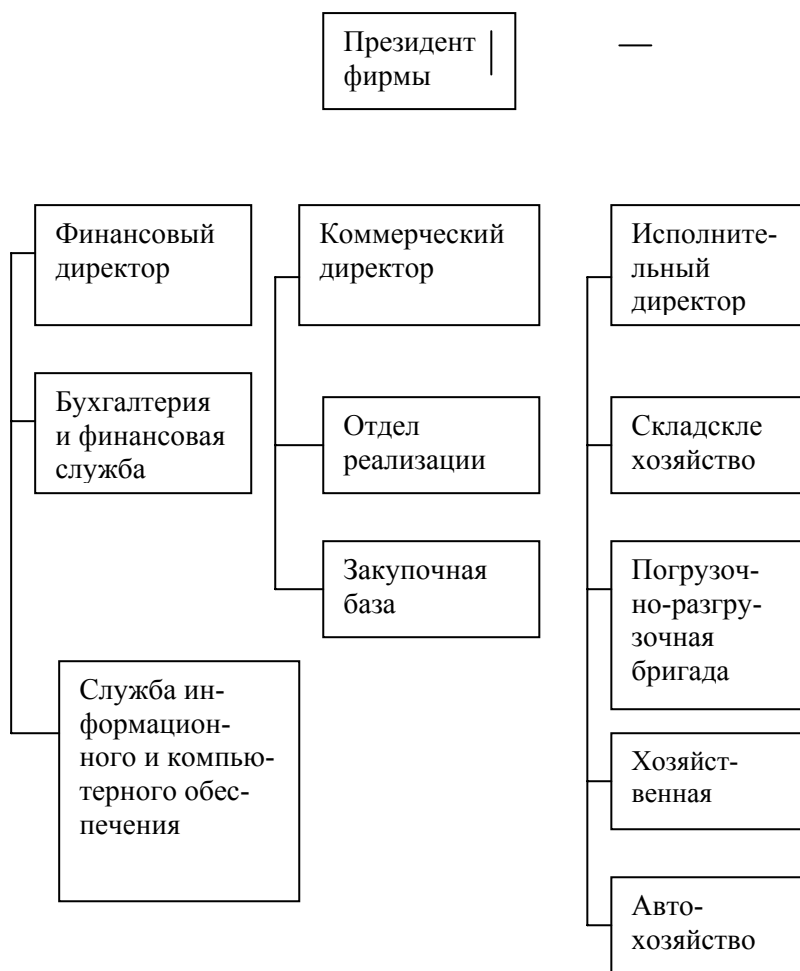 Президент
фирмы
Финансовый
директор
Коммерческий
директор
Исполните-
льный
директор
Бухгалтерия
и финансовая
служба
Отдел
реализации
Складскле
хозяйство
Закупочная
база
Погрузоч-
но-разгру-
зочная
бригада
Служба ин-
формацион-
ного и компью-
терного обес-
печения
Хозяйст-
венная
Авто-
хозяйство